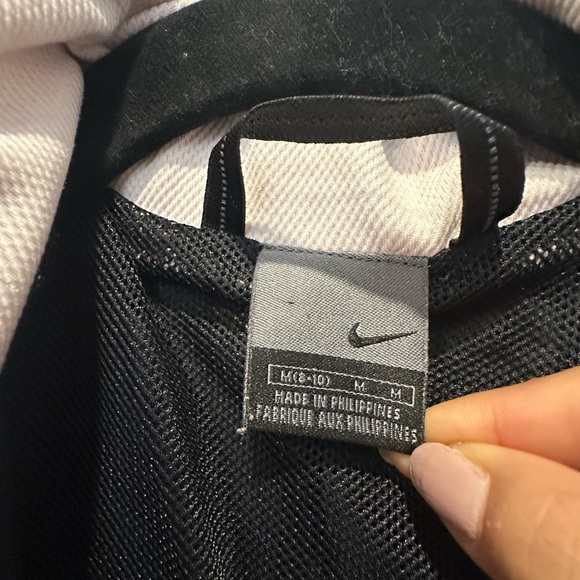 M(8-10) M M
MADE IN PHILIPPINES
FABRIQUE AUX PHILIPPINES